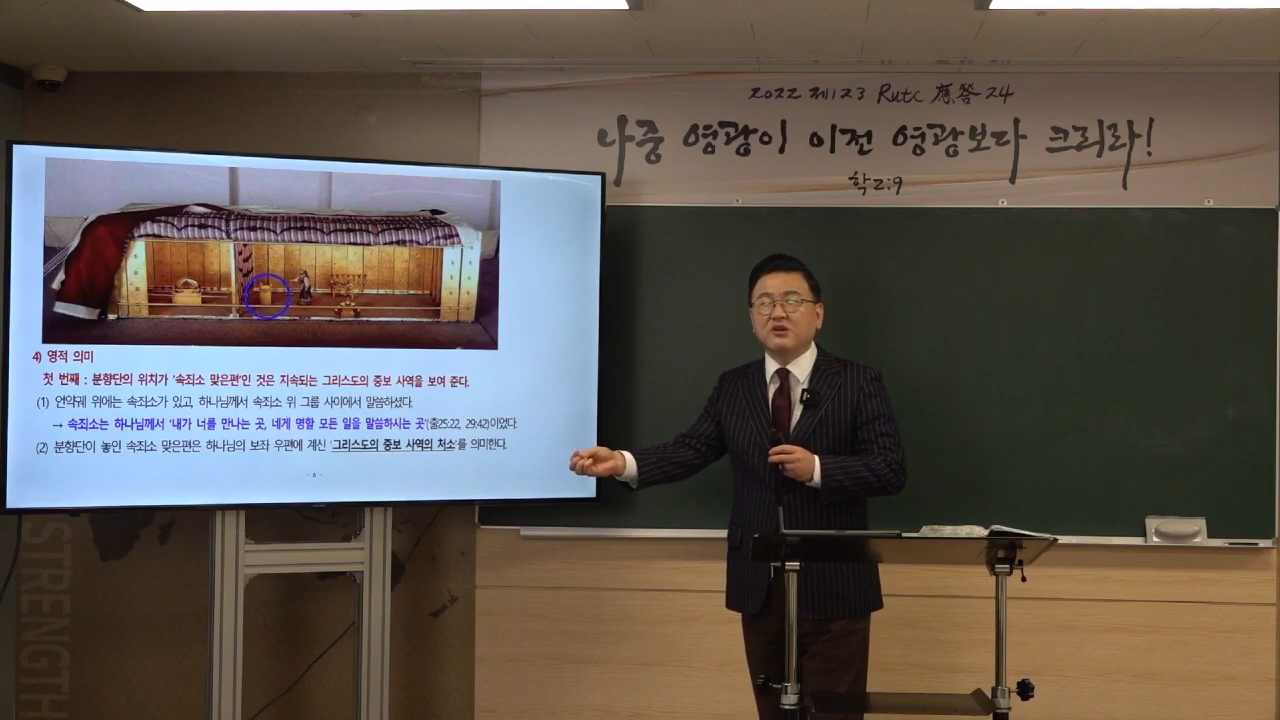 2022 제123 Rutc 應答 24
나중 영광이 이전 영광보다 크리라!
학2:9
4) 영적 의미
첫 번째 : 분향단의 위치가 '속죄소 맞은편'인 것은 지속되는 그리스도의 중보 사역을 보여 준다.
(1) 언약궤 위에는 속죄소가 있고, 하나님께서 속죄소 위 그룹 사이에서 말씀하셨다.
→ 속죄소는 하나님께서 '내가 너를 만나는 곳, 네게 명할 모든 일을 말씀하시는 곳'(출25:22, 29:42)이었다.
(2) 분향단이 놓인 속죄소 맞은편은 하나님의 보좌 우편에 계신 '그리스도의 중보 사역의 처소'를 의미한다.
- 6 -
STRENGTH